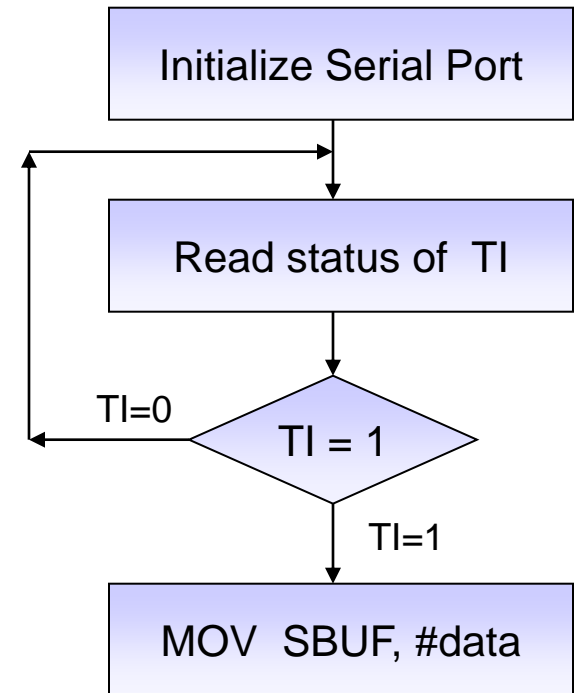 Initialize Serial Port
Read status of TI
TI=0
TI = 1
TI=1
MOV SBUF, #data